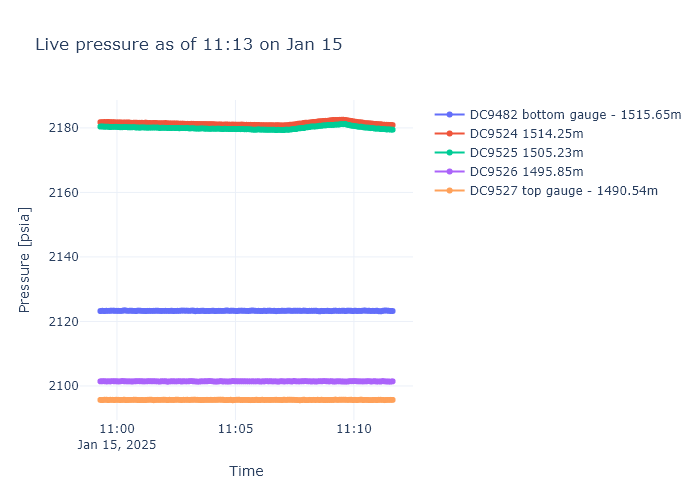 Live pressure as of 11:13 on Jan 15
DC9482 bottom gauge - 1515.65m
DC9524 1514.25m
DC9525 1505.23m
DC9526 1495.85m
DC9527 top gauge - 1490.54m
Pressure [psia]
2180
2160
2140
2120
2100
11:00
Jan 15, 2025
11:05
11:10
Time